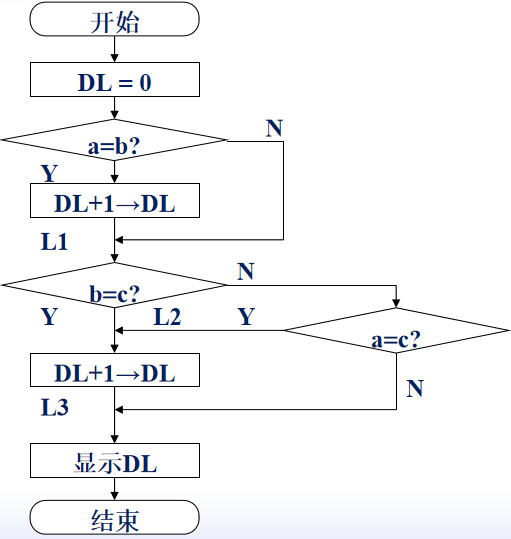 开始
DL = 0
a=b?
N
Y
DL+1→DL
L1
b=c?
N
Y
L2
Y
a=c?
DL+1→DL
N
L3
显示DL
结束